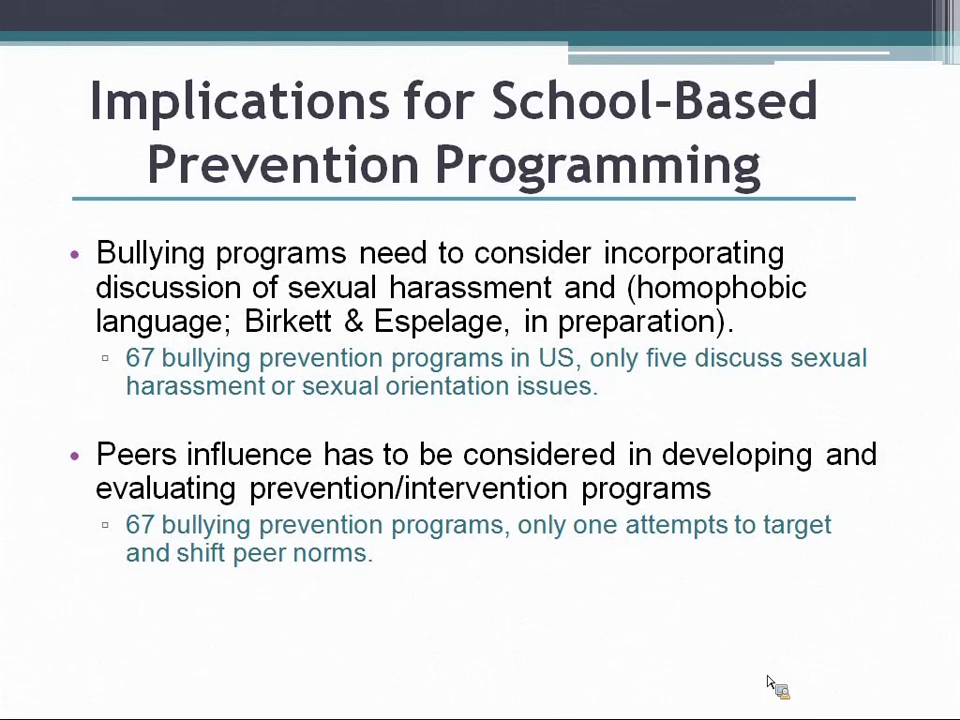 Implications for School-Based
Prevention Programming
• Bullying programs need to consider incorporating
discussion of sexual harassment and (homophobic
language; Birkett & Espelage, in preparation).
▫ 67 bullying prevention programs in US, only five discuss sexual
harassment or sexual orientation issues.
• Peers influence has to be considered in developing and
evaluating prevention/intervention programs
▫ 67 bullying prevention programs, only one attempts to target
and shift peer norms.